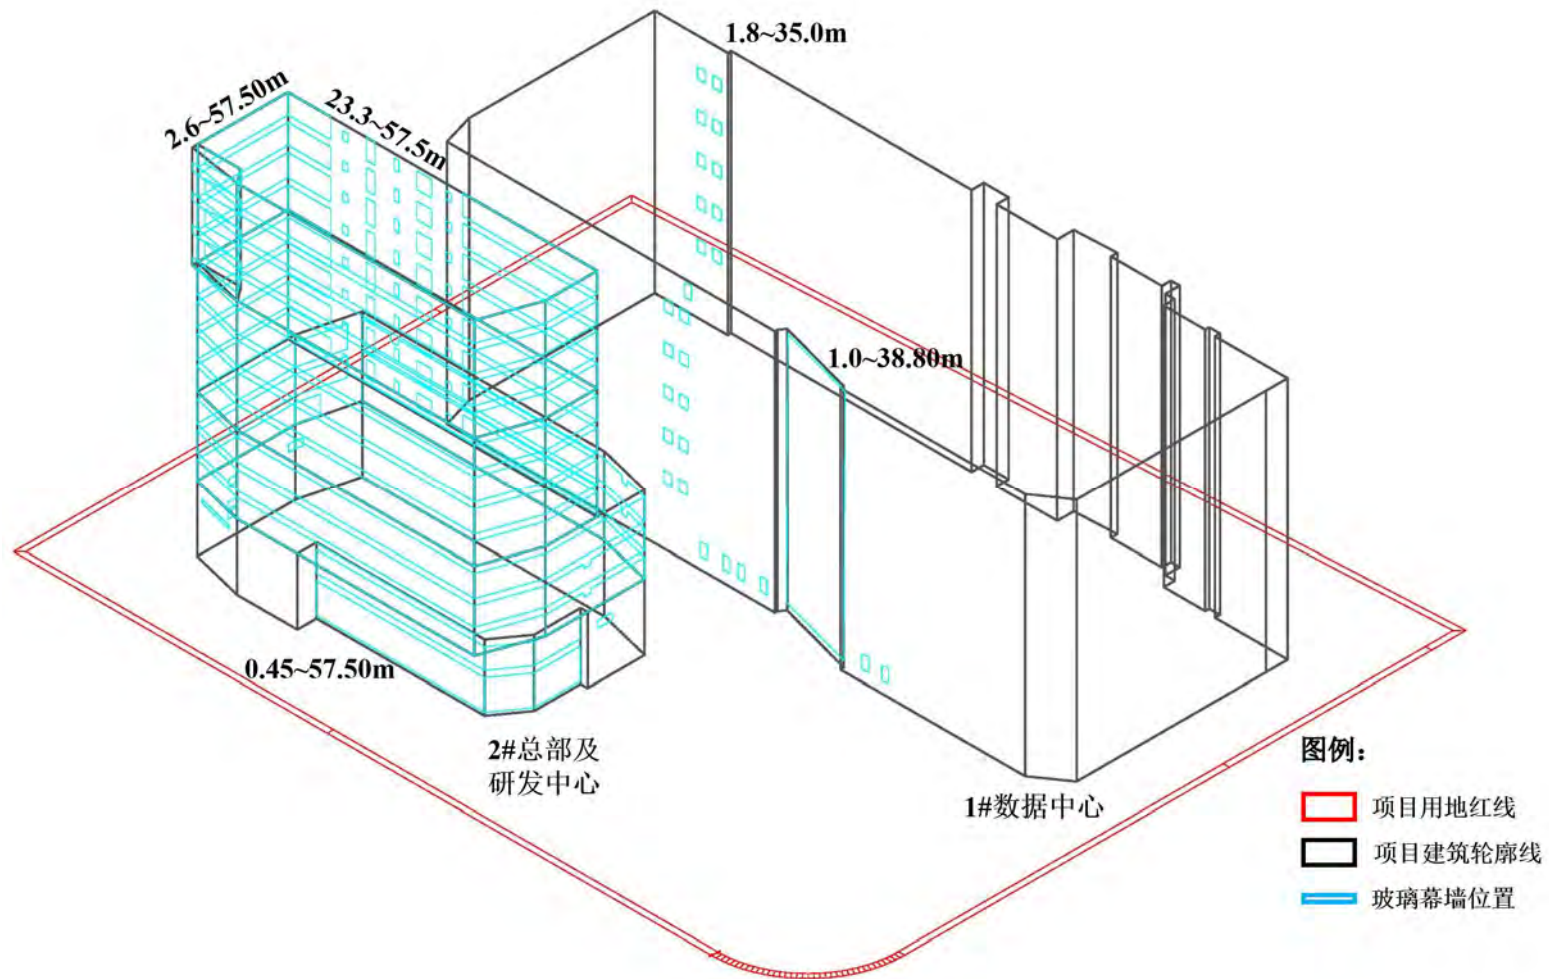 1.8~35.0m
2.6~57.50m
23.3~57.5m
1.0~38.80m
0.45~57.50m
2#总部及
研发中心
1#数据中心
图例：
项目用地红线
项目建筑轮廓线
玻璃幕墙位置